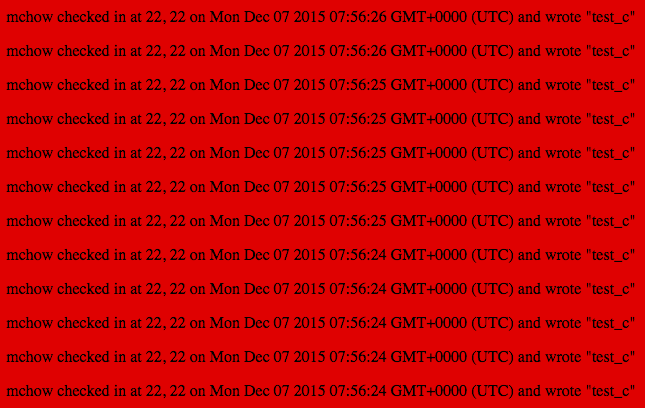 mchow checked in at 22, 22 on Mon Dec 07 2015 07:56:26 GMT+0000 (UTC) and wrote "test_c"
mchow checked in at 22, 22 on Mon Dec 07 2015 07:56:26 GMT+0000 (UTC) and wrote "test_c"
mchow checked in at 22, 22 on Mon Dec 07 2015 07:56:25 GMT+0000 (UTC) and wrote "test_c"
mchow checked in at 22, 22 on Mon Dec 07 2015 07:56:25 GMT+0000 (UTC) and wrote "test_c"
mchow checked in at 22, 22 on Mon Dec 07 2015 07:56:25 GMT+0000 (UTC) and wrote "test_c"
mchow checked in at 22, 22 on Mon Dec 07 2015 07:56:25 GMT+0000 (UTC) and wrote "test_c"
mchow checked in at 22, 22 on Mon Dec 07 2015 07:56:25 GMT+0000 (UTC) and wrote "test_c"
mchow checked in at 22, 22 on Mon Dec 07 2015 07:56:24 GMT+0000 (UTC) and wrote "test_c"
mchow checked in at 22, 22 on Mon Dec 07 2015 07:56:24 GMT+0000 (UTC) and wrote "test_c"
mchow checked in at 22, 22 on Mon Dec 07 2015 07:56:24 GMT+0000 (UTC) and wrote "test_c"
mchow checked in at 22, 22 on Mon Dec 07 2015 07:56:24 GMT+0000 (UTC) and wrote "test_c"
mchow checked in at 22, 22 on Mon Dec 07 2015 07:56:24 GMT+0000 (UTC) and wrote "test_c"